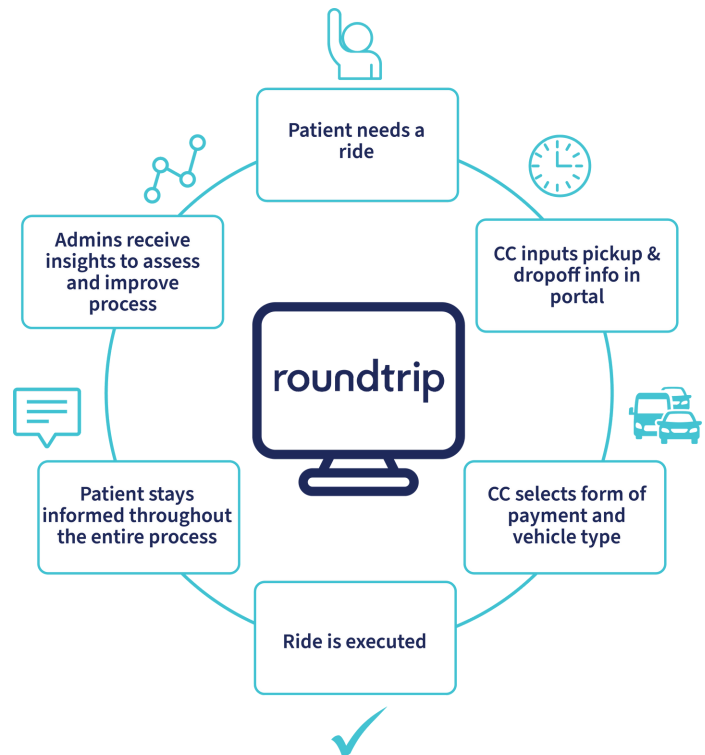 Patient needs a
ride
CC inputs pickup &
dropoff info in
portal
CC selects form of
payment and
vehicle type
Ride is executed
Patient stays
informed throughout
the entire process
Admins receive
insights to assess
and improve
process
roundtrip